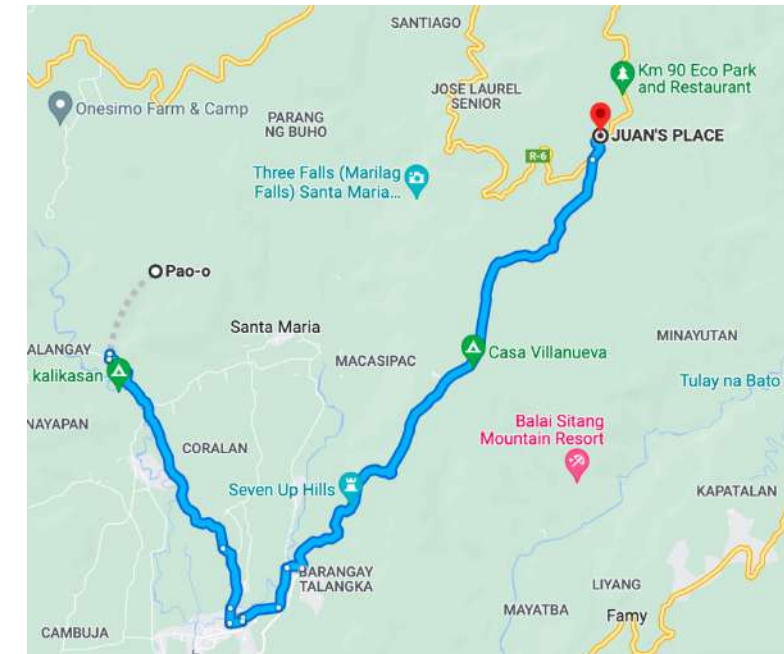 SANTIAGO
Km 90 Eco Park
and Restaurant
Onesimo Farm & Camp
JOSE LAUREL
SENIOR
PARANG
NG BUHO
JUAN'S PLACE
R-6
Three Falls (Marilag
Falls) Santa Maria...
Pao-o
Santa Maria
ALANGAY
MACASIPAC
Casa Villanueva
MINAYUTAN
kalikasan
Tulay na Bato
NAYAPAN
Balai Sitang
Mountain Resort
CORALAN
Seven Up Hills
KAPATALAN
BARANGAY
TALANGKA
LIYANG
MAYATBA
Famy
CAMBUJA